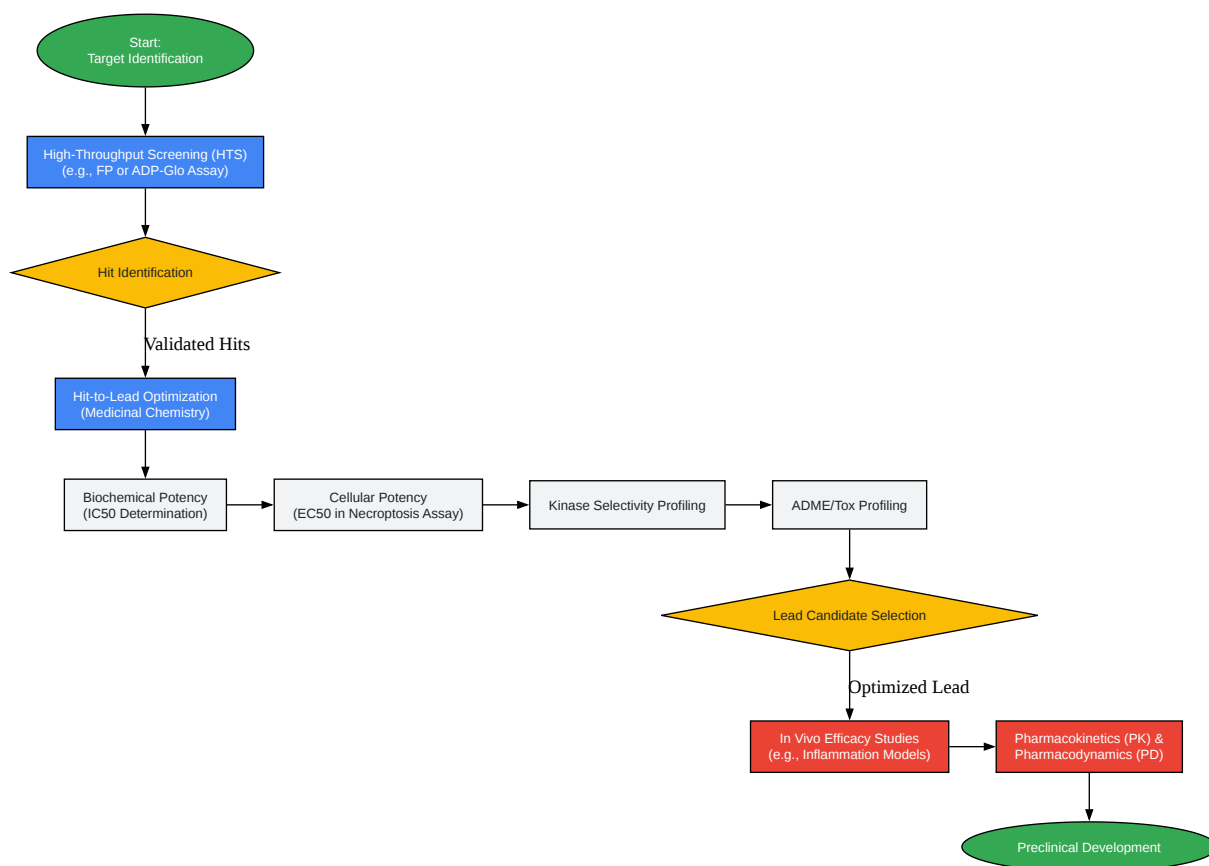 Start:
Target Identification
High-Throughput Screening (HTS)
(e.g., FP or ADP-Glo Assay)
Hit Identification
Validated Hits
Hit-to-Lead Optimization
(Medicinal Chemistry)
Biochemical Potency
(IC50 Determination)
Cellular Potency
(EC50 in Necroptosis Assay)
Kinase Selectivity Profiling
ADME/Tox Profiling
Lead Candidate Selection
Optimized Lead
In Vivo Efficacy Studies
(e.g., Inflammation Models)
Pharmacokinetics (PK) &
Pharmacodynamics (PD)
Preclinical Development